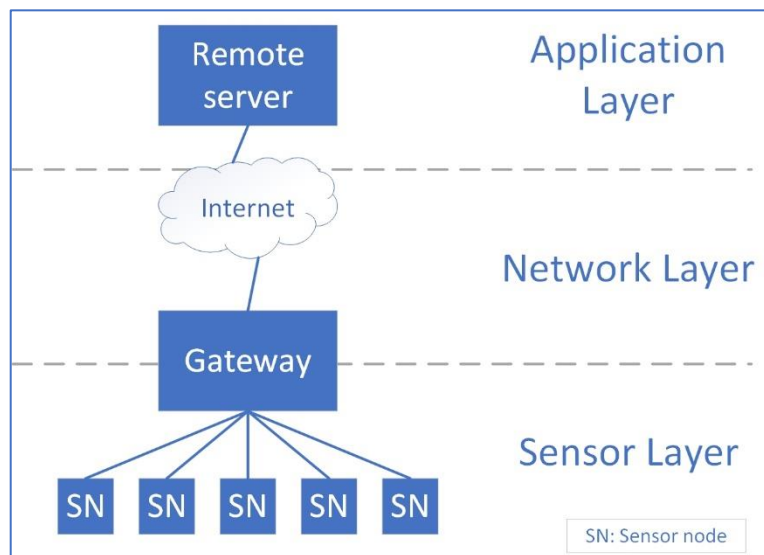 Remote
server
Application
Layer
Internet
Network Layer
Gateway
Sensor Layer
SN
SN
SN
SN
SN
SN: Sensor node